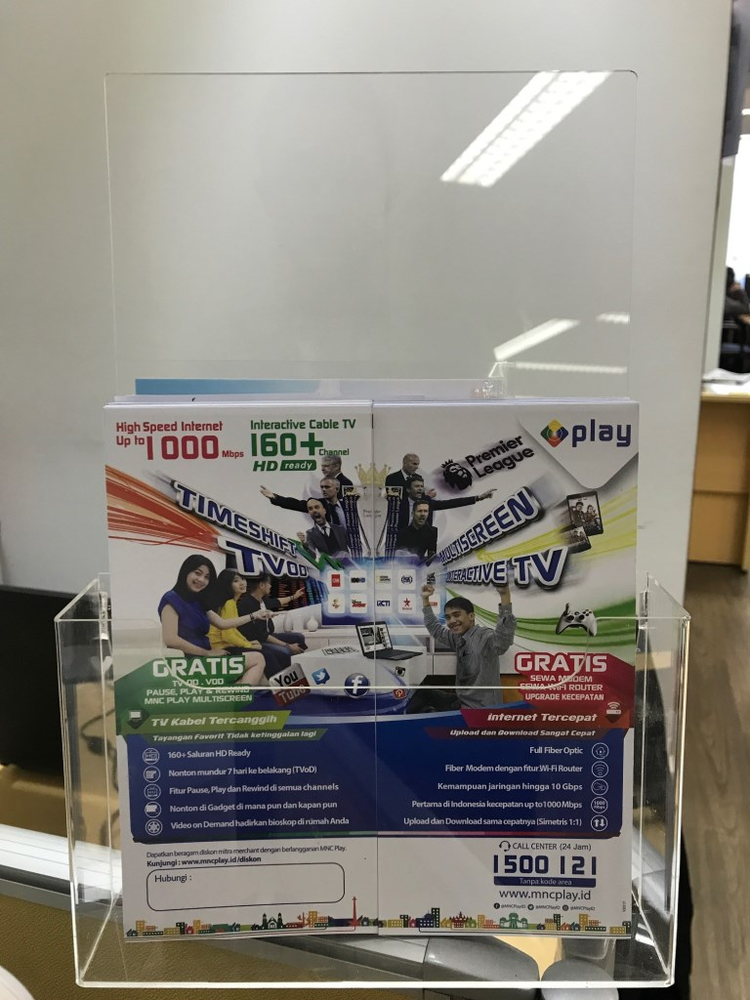 High Speed Internet
Up to 1000 Mbps
Interactive Cable TV
160+ Channel
HD ready
play
Premier
League
TIMESHIFT
TVOD
MULTISCREEN
INTERACTIVE TV
RCTI
You
Tube
GRATIS
TVOD . VOD
PAUSE, PLAY & REWIND
MNC PLAY MULTISCREEN
GRATIS
SEWA MODEM
SEWA WIFI ROUTER
UPGRADE KECEPATAN
TV Kabel Tercanggih
Tayangan Favorit Tidak ketinggalan lagi
160+ Saluran HD Ready
Nonton mundur 7 hari ke belakang (TVoD)
Fitur Pause, Play dan Rewind di semua channels
Nonton di Gadget di mana pun dan kapan pun
Video on Demand hadirkan bioskop di rumah Anda
Internet Tercepat
Upload dan Download Sangat Cepat
Full Fiber Optic
Fiber Modem dengan fitur Wi-Fi Router
Kemampuan jaringan hingga 10 Gbps
Pertama di Indonesia kecepatan up to 1000 Mbps
Upload dan Download sama cepatnya (Simetris 1:1)
Dapatkan beragam diskon mitra merchant dengan berlangganan MNC Play.
Kunjungi : www.mncplay.id/diskon
Hubungi :
CALL CENTER (24 Jam)
1500 121
Tanpa kode area
www.mncplay.id
@MNCPlayID @MNCPlayID @MNCPlayID